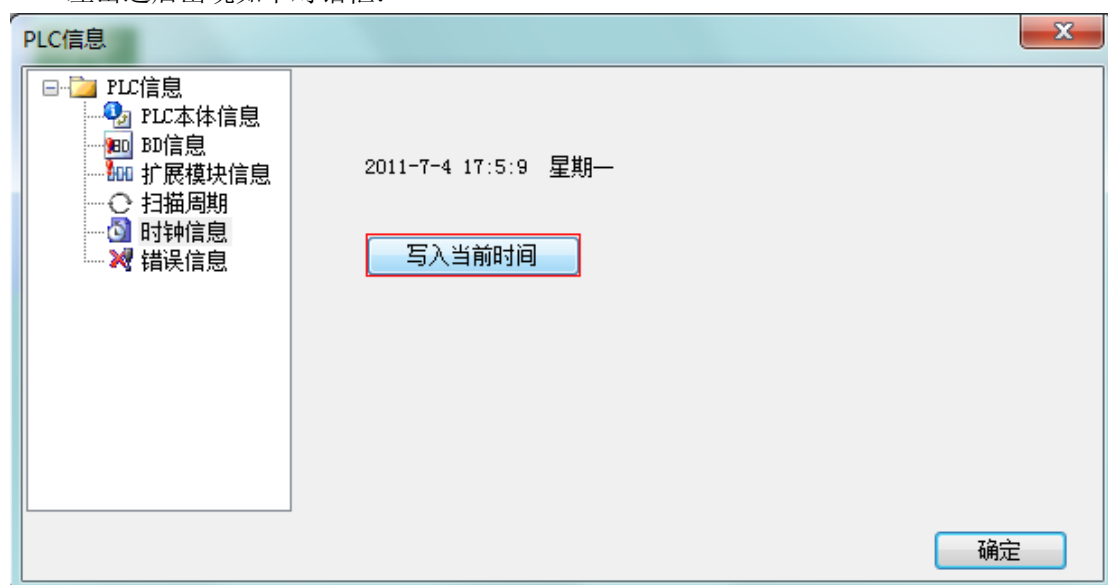 PLC信息
PLC信息
PLC本体信息
BD信息
扩展模块信息
扫描周期
时钟信息
错误信息
2011-7-4 17:5:9 星期一
写入当前时间
确定